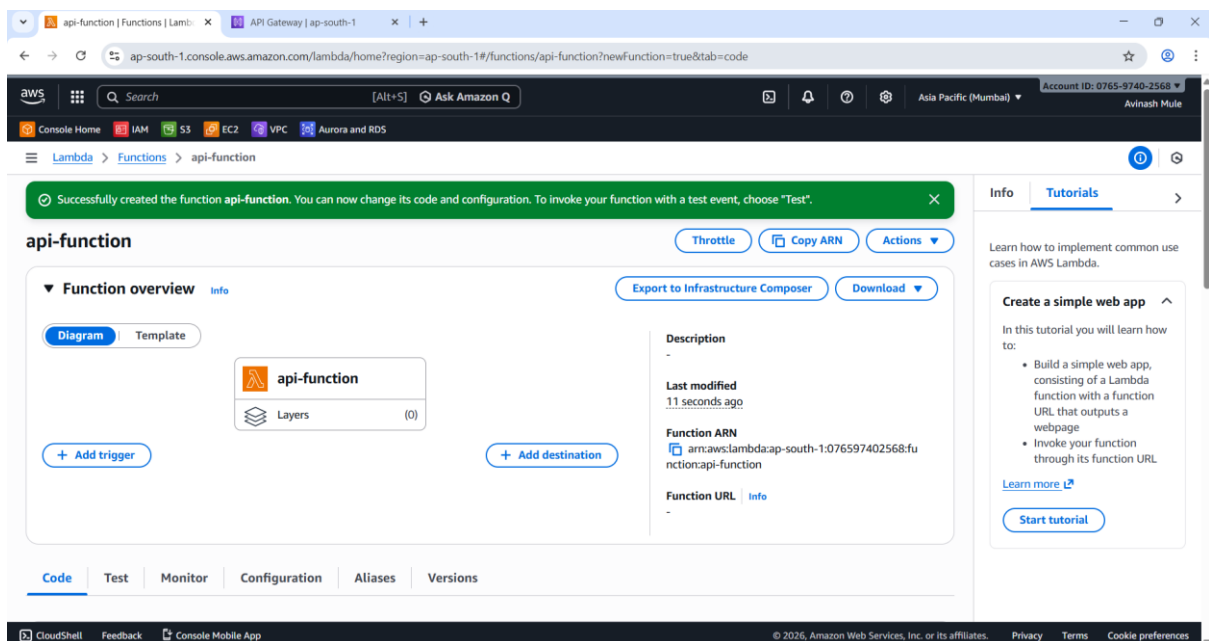 api-function | Functions | Lamb
API Gateway | ap-south-1
ap-south-1.console.aws.amazon.com/lambda/home?region=ap-south-1#/functions/api-function?newFunction=true&tab=code
aws
Search
[Alt+S]
Ask Amazon Q
Asia Pacific (Mumbai)
Account ID: 0765-9740-2568
Avinash Mule
Console Home
IAM
S3
EC2
VPC
Aurora and RDS
Lambda > Functions > api-function
Successfully created the function api-function. You can now change its code and configuration. To invoke your function with a test event, choose "Test".
api-function
Throttle
Copy ARN
Actions
Function overview Info
Export to Infrastructure Composer
Download
Diagram
Template
api-function
Layers (0)
+ Add trigger
+ Add destination
Description
-
Last modified
11 seconds ago
Function ARN
arn:aws:lambda:ap-south-1:076597402568:fu
nction:api-function
Function URL Info
-
Code
Test
Monitor
Configuration
Aliases
Versions
Info
Tutorials
Learn how to implement common use
cases in AWS Lambda.
Create a simple web app
In this tutorial you will learn how
to:
• Build a simple web app,
consisting of a Lambda
function with a function
URL that outputs a
webpage
• Invoke your function
through its function URL
Learn more
Start tutorial
CloudShell
Feedback
Console Mobile App
© 2026, Amazon Web Services, Inc. or its affiliates.
Privacy
Terms
Cookie preferences